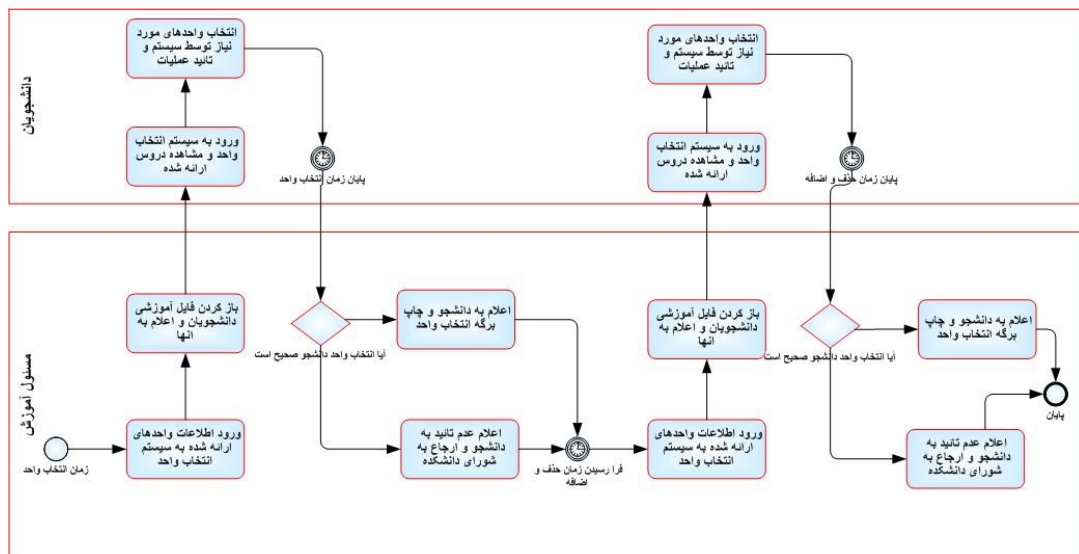 دانشجویان
انتخاب واحدهای مورد
نیاز توسط سیستم و
تائید عملیات
ورود به سیستم انتخاب
واحد و مشاهده دروس
ارائه شده
پایان زمان انتخاب واحد
انتخاب واحدهای مورد
نیاز توسط سیستم و
تائید عملیات
ورود به سیستم انتخاب
واحد و مشاهده دروس
ارائه شده
پایان زمان حذف و اضافه
مسئول آموزش
زمان انتخاب واحد
ورود اطلاعات واحدهای
ارائه شده به سیستم
انتخاب واحد
باز کردن فایل آموزشی
دانشجویان و اعلام به
انها
آیا انتخاب واحد دانشجو صحیح است
اعلام به دانشجو و چاپ
برگه انتخاب واحد
اعلام عدم تائید به
دانشجو و ارجاع به
شورای دانشکده
فرا رسیدن زمان حذف و
اضافه
ورود اطلاعات واحدهای
ارائه شده به سیستم
انتخاب واحد
باز کردن فایل آموزشی
دانشجویان و اعلام به
انها
آیا انتخاب واحد دانشجو صحیح است
اعلام به دانشجو و چاپ
برگه انتخاب واحد
اعلام عدم تائید به
دانشجو و ارجاع به
شورای دانشکده
پایان